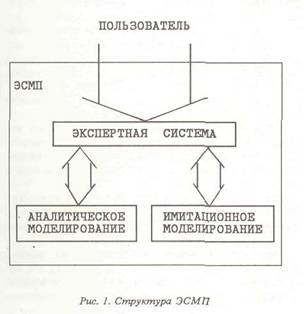 ПОЛЬЗОВАТЕЛЬ
ЭСМП
ЭКСПЕРТНАЯ СИСТЕМА
АНАЛИТИЧЕСКОЕ
МОДЕЛИРОВАНИЕ
ИМИТАЦИОННОЕ
МОДЕЛИРОВАНИЕ
Рис. 1. Структура ЭСМП